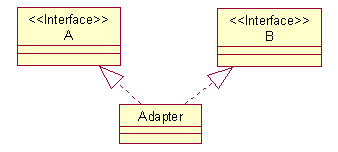 <<Interface>>
A
<<Interface>>
B
Adapter